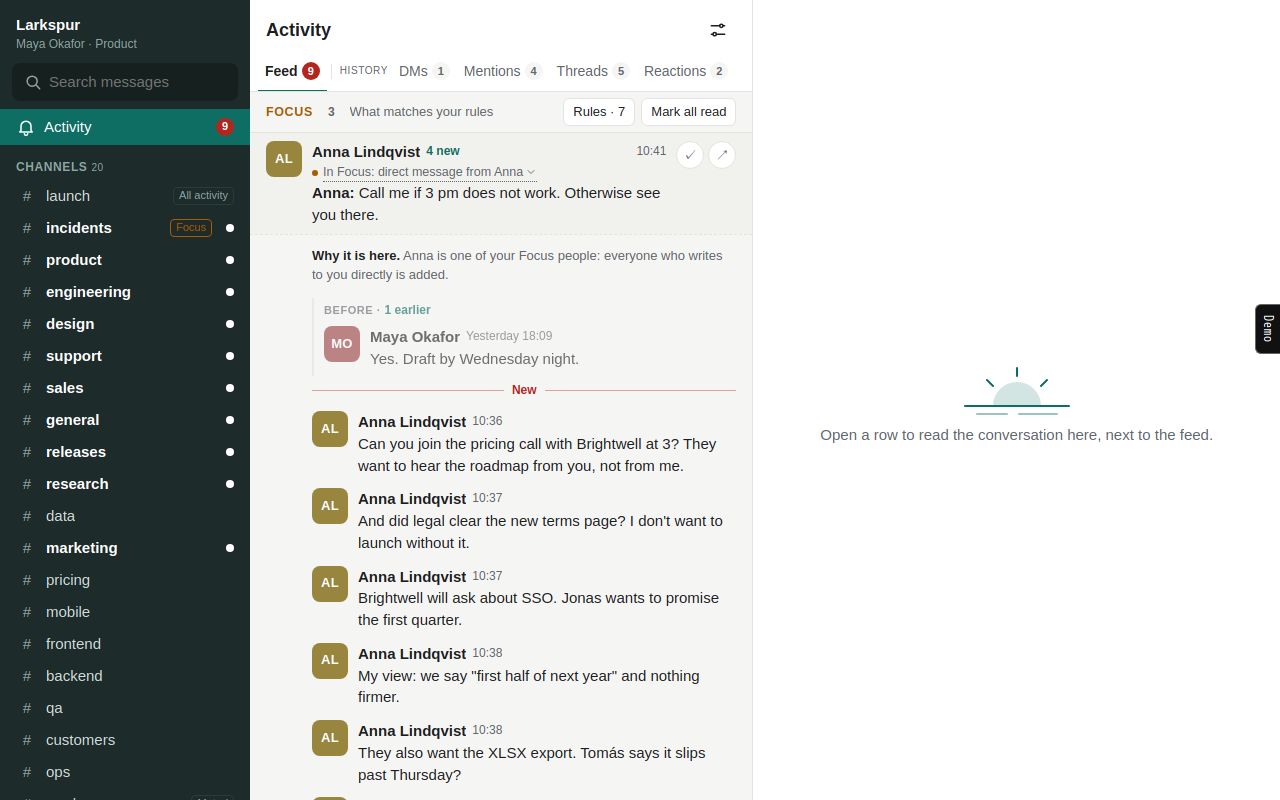 Larkspur
Maya Okafor · Product
Search messages
Activity
9
CHANNELS 20
# launch
All activity
# incidents
Focus
# product
# engineering
# design
# support
# sales
# general
# releases
# research
# data
# marketing
# pricing
# mobile
# frontend
# backend
# qa
# customers
# ops
Activity
Feed 9
HISTORY
DMs 1
Mentions 4
Threads 5
Reactions 2
FOCUS 3 What matches your rules
Rules · 7
Mark all read
AL
Anna Lindqvist 4 new
10:41
In Focus: direct message from Anna
Anna: Call me if 3 pm does not work. Otherwise see
you there.
Why it is here. Anna is one of your Focus people: everyone who writes
to you directly is added.
BEFORE · 1 earlier
MO
Maya Okafor Yesterday 18:09
Yes. Draft by Wednesday night.
New
AL
Anna Lindqvist 10:36
Can you join the pricing call with Brightwell at 3? They
want to hear the roadmap from you, not from me.
AL
Anna Lindqvist 10:37
And did legal clear the new terms page? I don't want to
launch without it.
AL
Anna Lindqvist 10:37
Brightwell will ask about SSO. Jonas wants to promise
the first quarter.
AL
Anna Lindqvist 10:38
My view: we say "first half of next year" and nothing
firmer.
AL
Anna Lindqvist 10:38
They also want the XLSX export. Tomás says it slips
past Thursday?
Open a row to read the conversation here, next to the feed.
Demo